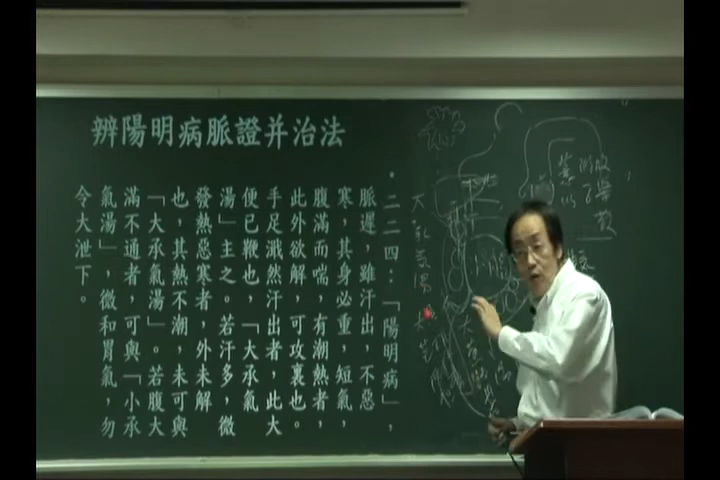 辨陽明病脈證并治法
・二二四:「陽明病」,
脈遲,雖汗出,不惡
寒,其身必重,短氣,
腹滿而喘,有潮熱者,
此外欲解,可攻裏也。
手足濈然汗出者,此大
便已鞕也,「大承氣
湯」主之。若汗多,微
發熱惡寒者,外未解
也,其熱不潮,未可與
「大承氣湯」。若腹大
滿不通者,可與「小承
氣湯」,微和胃氣,勿
令大泄下。
大承氣湯